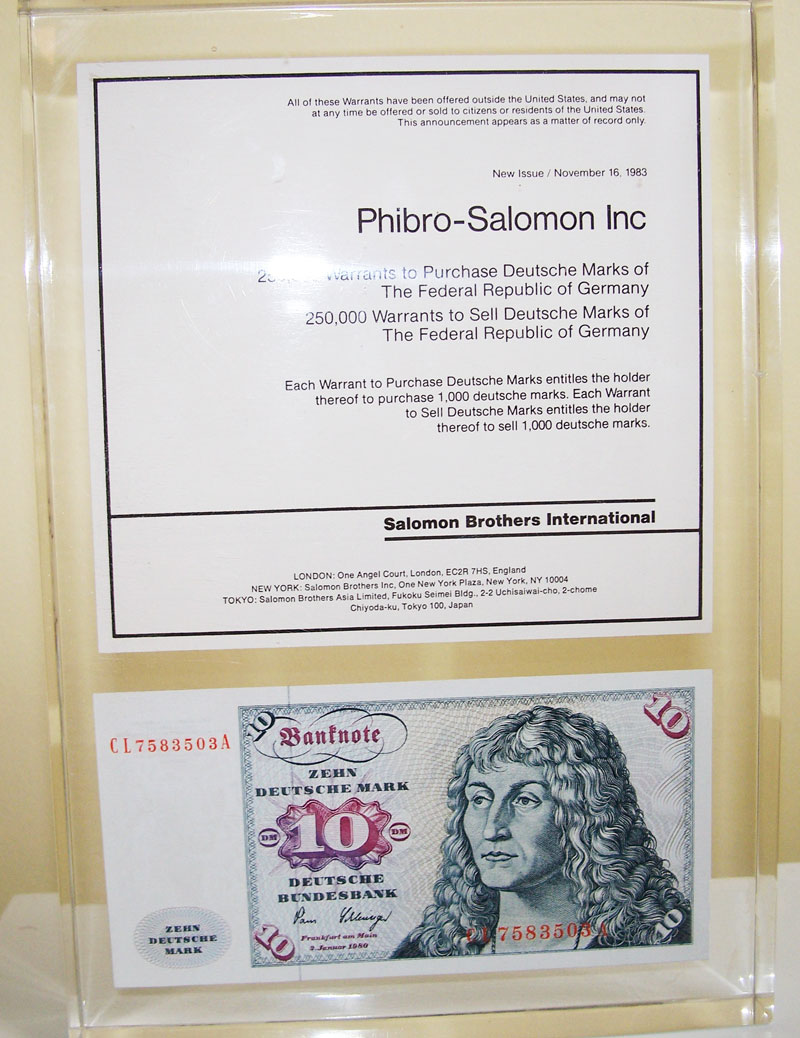 All of these Warrants have been offered outside the United States, and may not
at any time be offered or sold to citizens or residents of the United States.
This announcement appears as a matter of record only.
New Issue / November 16, 1983
Phibro-Salomon Inc
Warrants to Purchase Deutsche Marks of
The Federal Republic of Germany
250,000 Warrants to Sell Deutsche Marks of
The Federal Republic of Germany
Each Warrant to Purchase Deutsche Marks entitles the holder
thereof to purchase 1,000 deutsche marks. Each Warrant
to Sell Deutsche Marks entitles the holder
thereof to sell 1,000 deutsche marks.
Salomon Brothers International
LONDON: One Angel Court, London, EC2R 7HS, England
NEW YORK: Salomon Brothers Inc, One New York Plaza, New York, NY 10004
TOKYO: Salomon Brothers Asia Limited, Fukoku Seimei Bldg., 2-2 Uchisaiwai-cho, 2-chome
Chiyoda-ku, Tokyo 100, Japan
CL7583503A
10
Banknote
10
ZEHN
DEUTSCHE MARK
DM 10 DM
DEUTSCHE
BUNDESBANK
Frankfurt am Main
2. Januar 1980
10
ZEHN
DEUTSCHE
MARK
CL7583503A
10